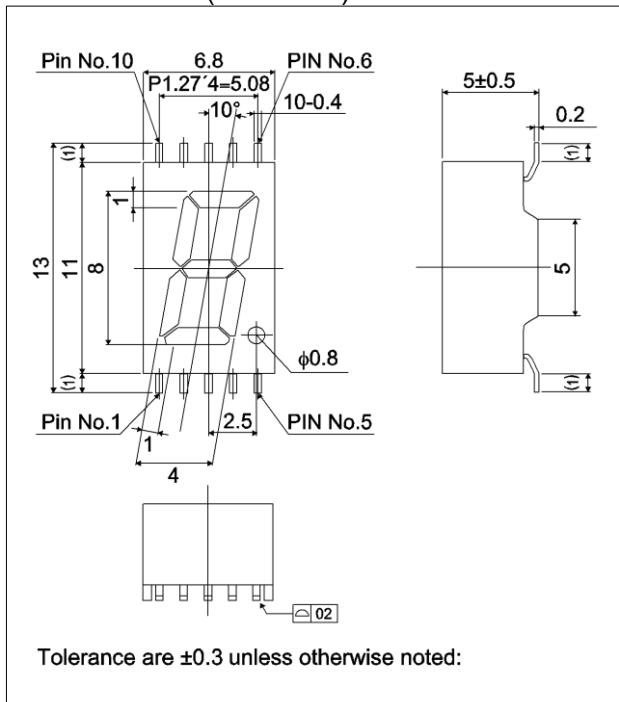 Pin No.10
6.8
PIN No.6
P1.27´4=5.08
10°
10-0.4
5±0.5
0.2
(1)
(1)
1
13
11
8
5
(1)
(1)
φ0.8
Pin No.1
2.5
PIN No.5
1
4
⌓ 02
Tolerance are ±0.3 unless otherwise noted: